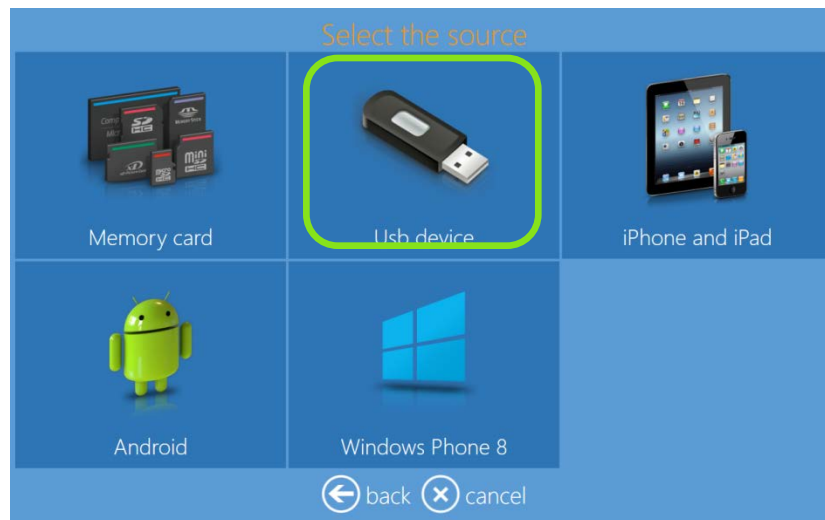 Select the source
Memory card
Usb device
iPhone and iPad
Android
Windows Phone 8
back cancel